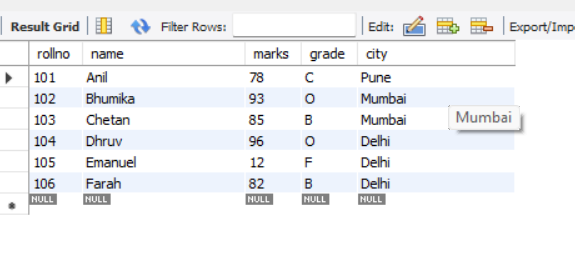 Result Grid Filter Rows: Edit: Export/Impo
rollno name marks grade city
101 Anil 78 C Pune
102 Bhumika 93 O Mumbai
103 Chetan 85 B Mumbai
Mumbai
104 Dhruv 96 O Delhi
105 Emanuel 12 F Delhi
106 Farah 82 B Delhi
NULL NULL NULL NULL NULL